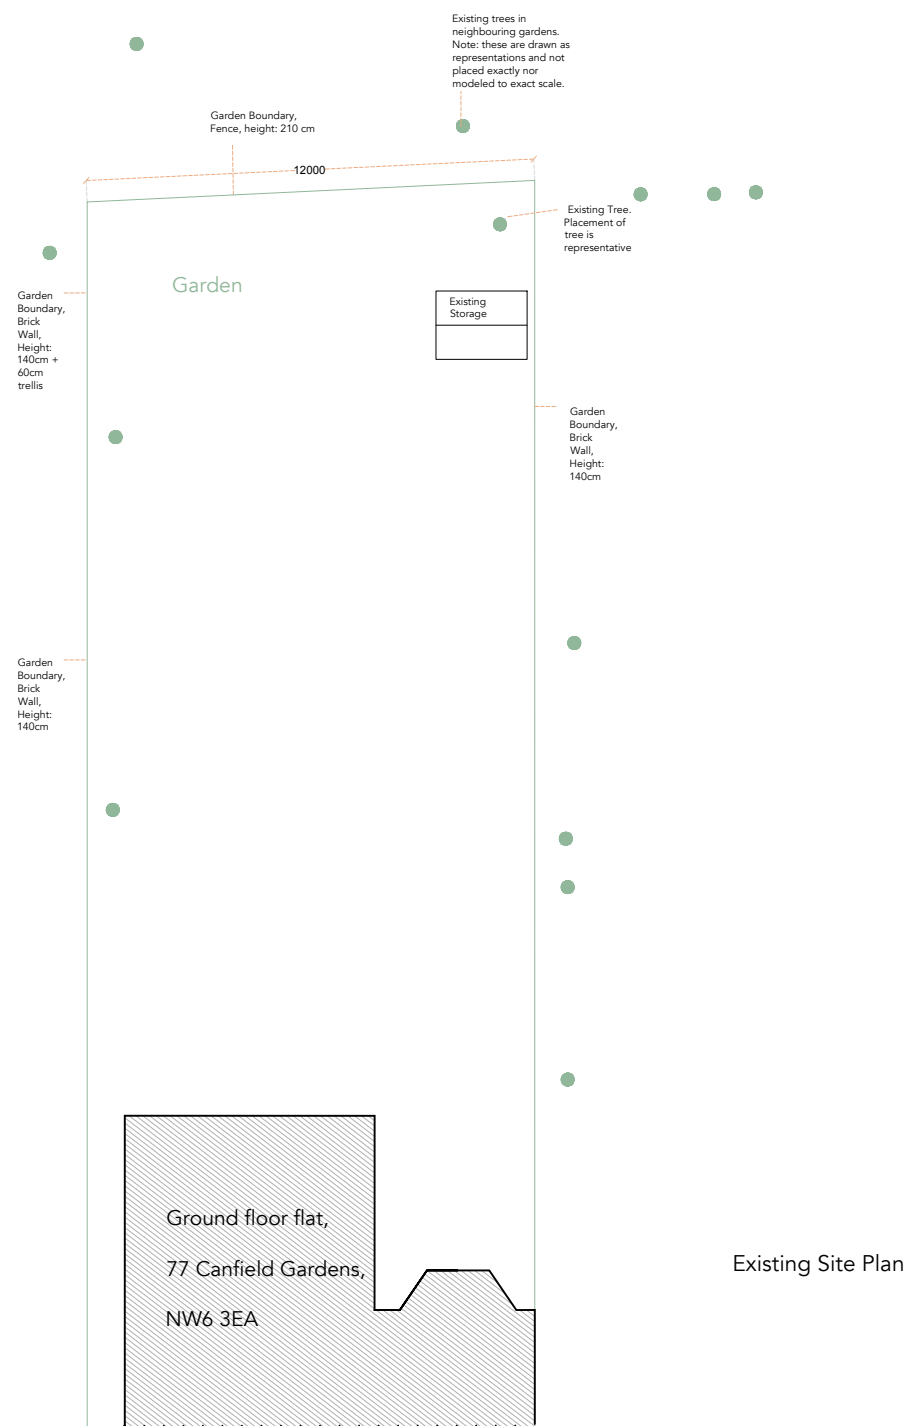 Existing trees in
neighbouring gardens.
Note: these are drawn as
representations and not
placed exactly nor
modeled to exact scale.
Garden Boundary,
Fence, height: 210 cm
12000
Existing Tree.
Placement of
tree is
representative
Garden
Garden
Boundary,
Brick
Wall,
Height:
140cm +
60cm
trellis
Existing
Storage
Garden
Boundary,
Brick
Wall,
Height:
140cm
Garden
Boundary,
Brick
Wall,
Height:
140cm
Ground floor flat,
77 Canfield Gardens,
NW6 3EA
Existing Site Plan